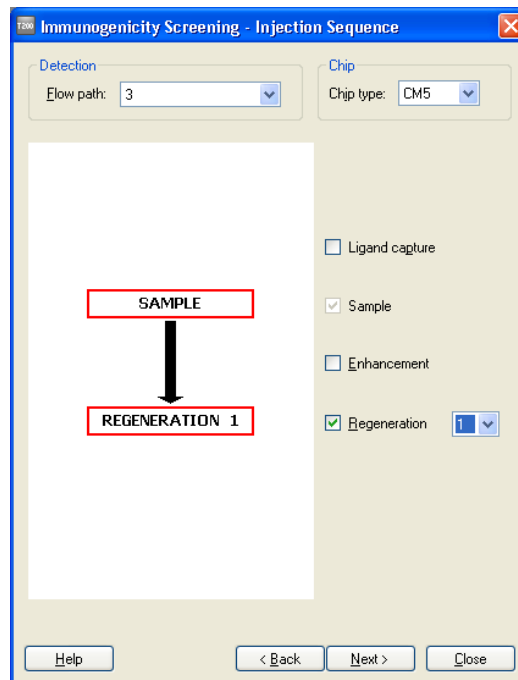 T200 Immunogenicity Screening - Injection Sequence
Detection
Flow path: 3
Chip
Chip type: CM5
Ligand capture
SAMPLE
Sample
Enhancement
REGENERATION 1
Regeneration 1
Help
< Back
Next >
Close